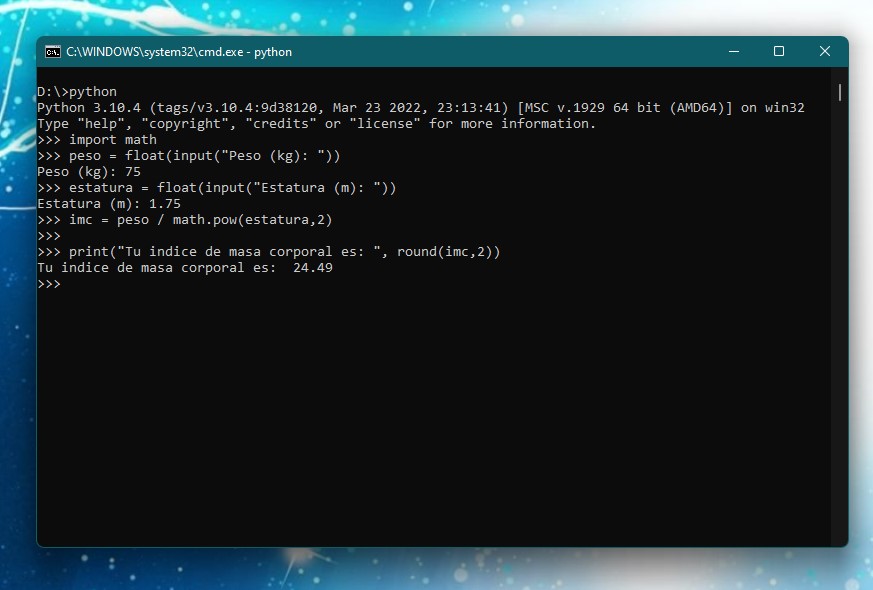 C:\WINDOWS\system32\cmd.exe - python
D:\>python
Python 3.10.4 (tags/v3.10.4:9d38120, Mar 23 2022, 23:13:41) [MSC v.1929 64 bit (AMD64)] on win32
Type "help", "copyright", "credits" or "license" for more information.
>>> import math
>>> peso = float(input("Peso (kg): "))
Peso (kg): 75
>>> estatura = float(input("Estatura (m): "))
Estatura (m): 1.75
>>> imc = peso / math.pow(estatura,2)
>>>
>>> print("Tu indice de masa corporal es: ", round(imc,2))
Tu indice de masa corporal es:  24.49
>>>